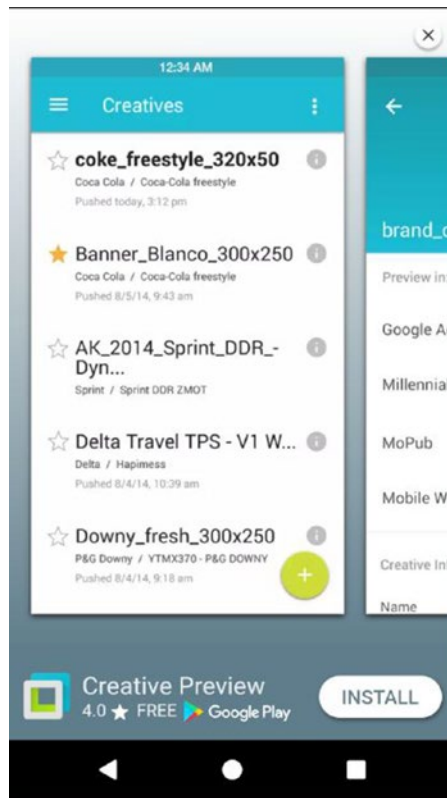 12:34 AM
Creatives
coke_freestyle_320x50
Coca Cola / Coca-Cola freestyle
Pushed today, 3:12 pm
Banner_Blanco_300x250
Coca Cola / Coca-Cola freestyle
Pushed 8/5/14, 9:43 am
AK_2014_Sprint_DDR_-
Dyn...
Sprint / Sprint DDR ZMOT
Delta Travel TPS - V1 W...
Delta / Hapimess
Pushed 8/4/14, 10:39 am
Downy_fresh_300x250
P&G Downy / YTMX370 - P&G DOWNY
Pushed 8/4/14, 9:18 am
brand_
Preview in
Google A
Millennia
MoPub
Mobile W
Creative In
Name
Creative Preview
4.0 ★ FREE Google Play
INSTALL